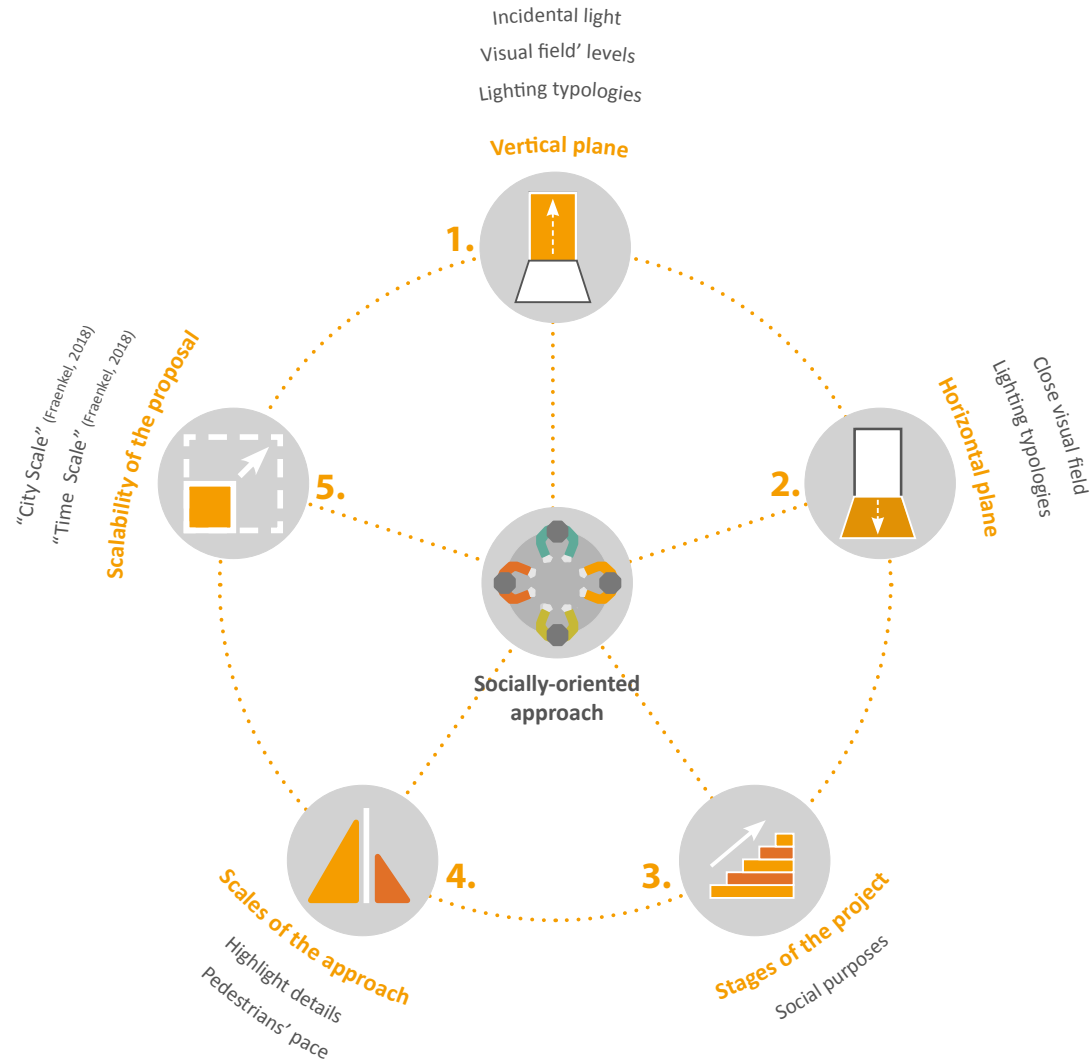 Incidental light
Visual field’ levels
Lighting typologies
Vertical plane
1.
Horizontal plane
Close visual field
Lighting typologies
2.
3.
Stages of the project
Social purposes
4.
Scales of the approach
Highlight details
Pedestrians’ pace
5.
“City Scale” (Fraenkel, 2018)
“Time Scale” (Fraenkel, 2018)
Scalability of the proposal
Socially-oriented
approach